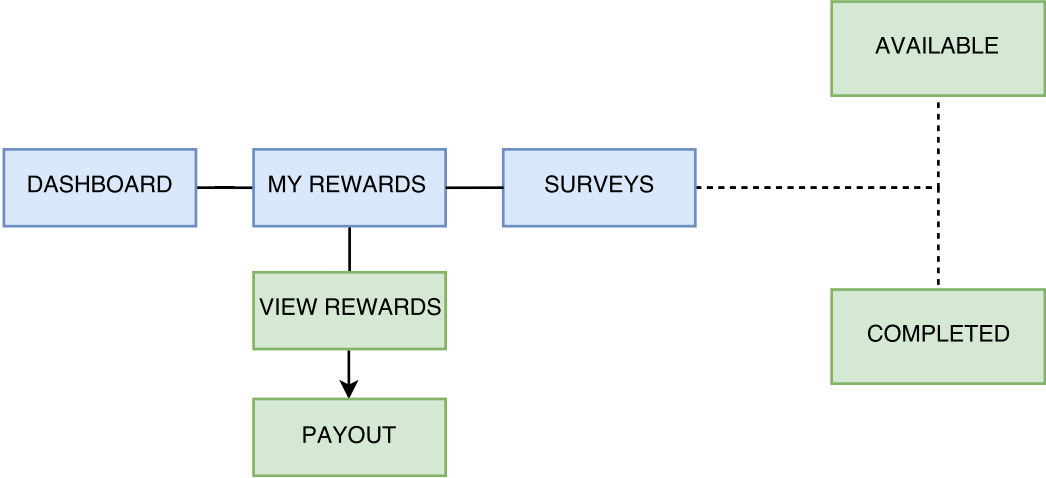 AVAILABLE
DASHBOARD
MY REWARDS
SURVEYS
VIEW REWARDS
COMPLETED
PAYOUT